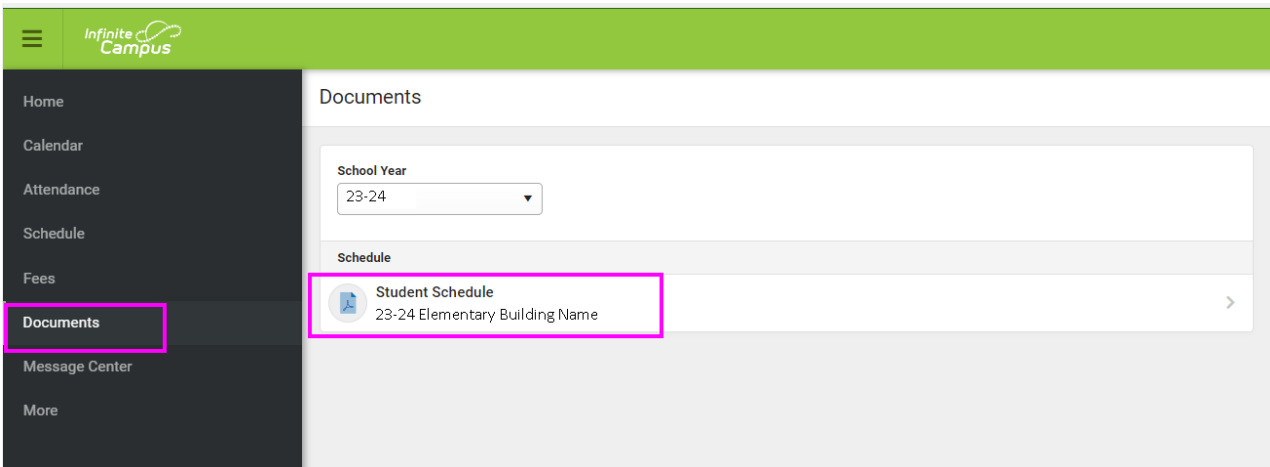 Infinite
Campus
Home
Calendar
Attendance
Schedule
Fees
Documents
Message Center
More
Documents
School Year
23-24
Schedule
Student Schedule
23-24 Elementary Building Name